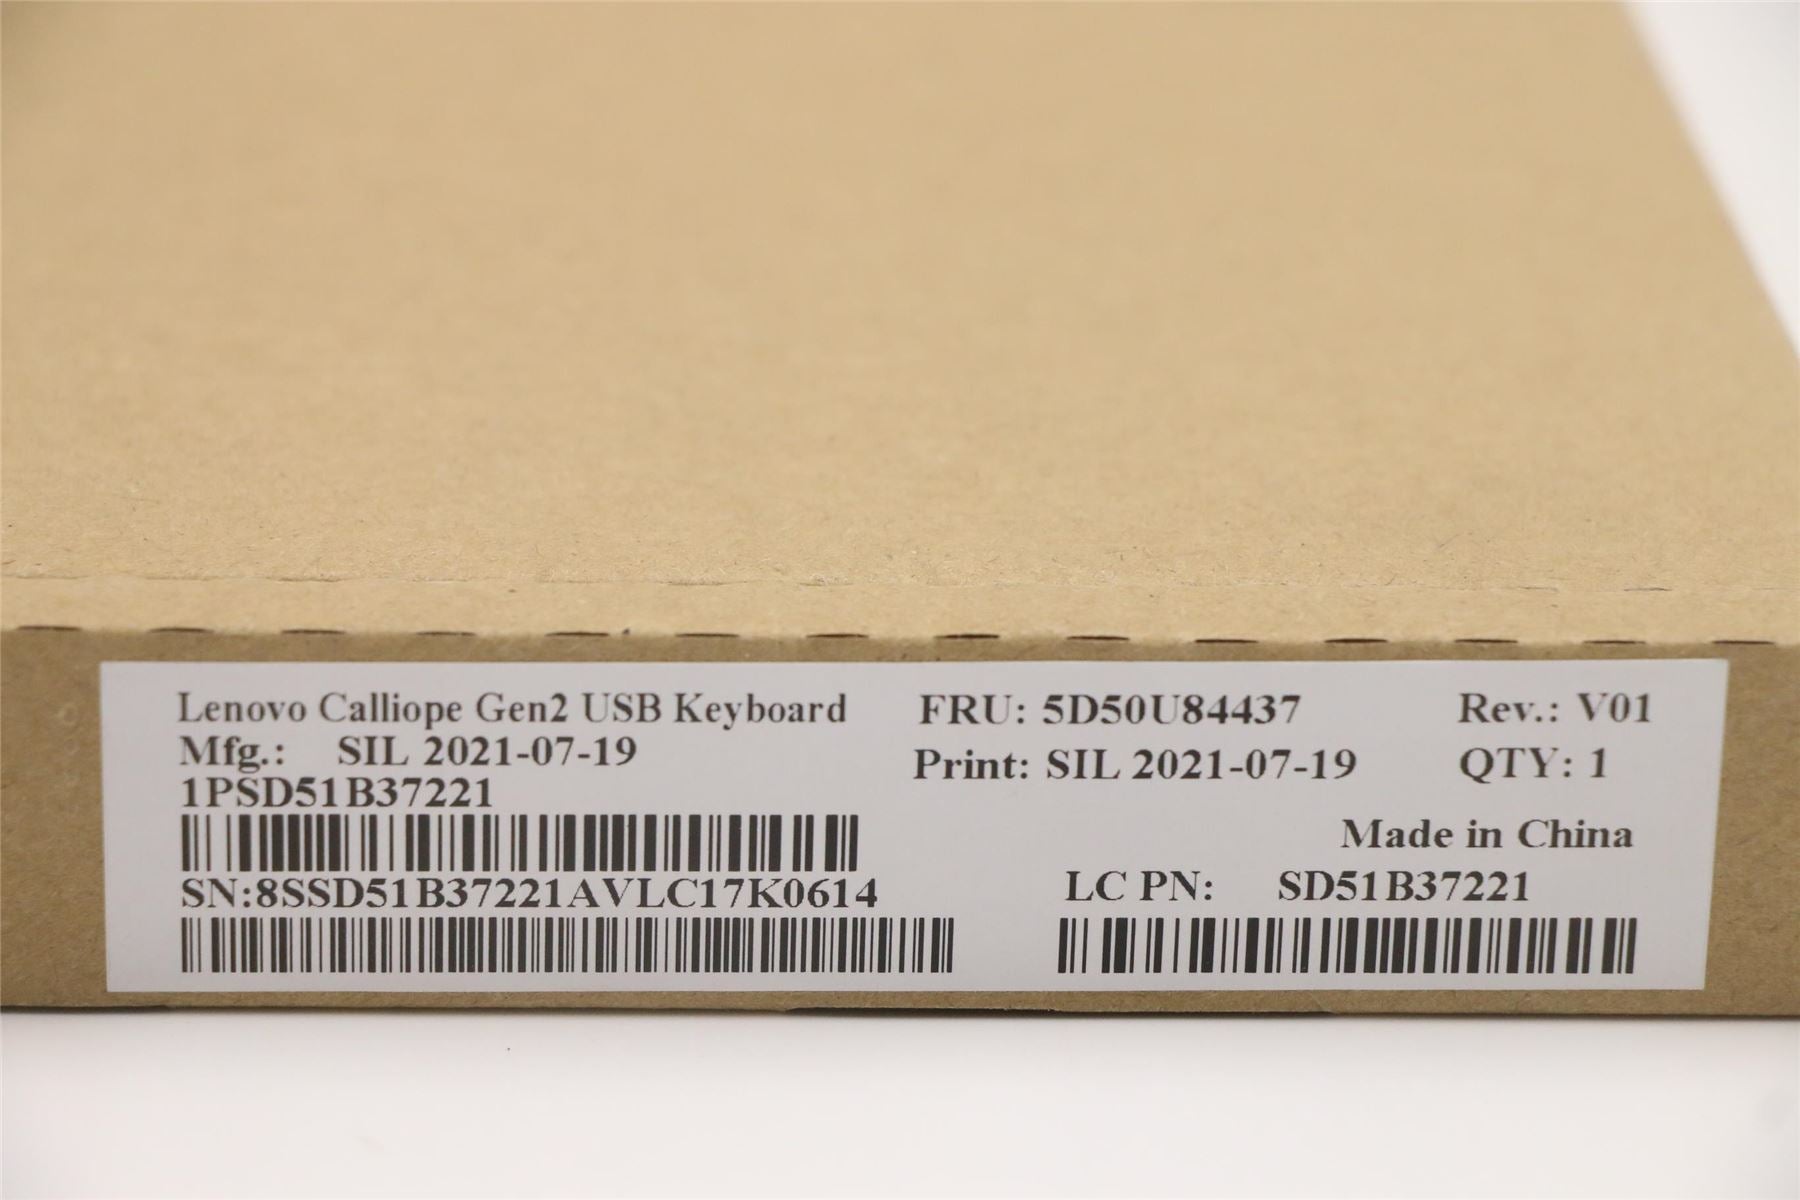 Lenovo Calliope Gen2 USB Keyboard
Mfg.: SIL 2021-07-19
1PSD51B37221
SN:8SSD51B37221AVLC17K0614
FRU: 5D50U84437 Rev.: V01
Print: SIL 2021-07-19 QTY: 1
Made in China
LC PN: SD51B37221